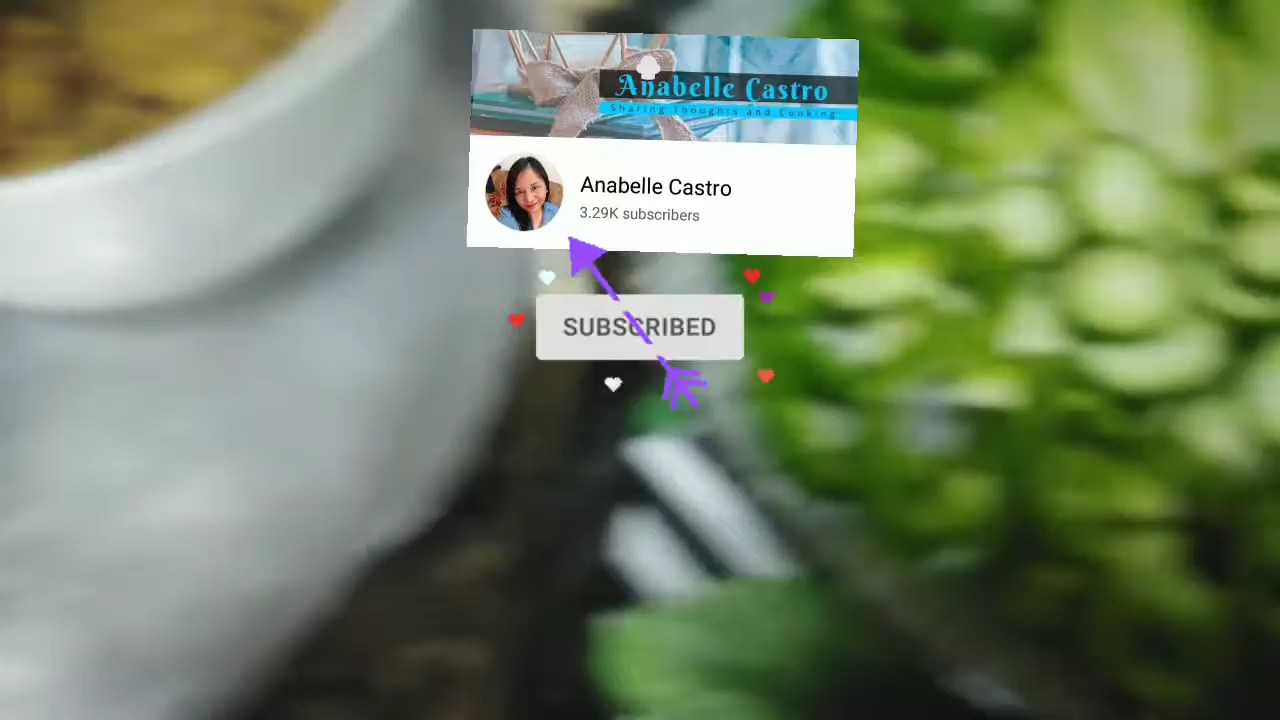 Anabelle Castro
Sharing Thoughts and Cooking
Anabelle Castro
3.29K subscribers
SUBSCRIBED